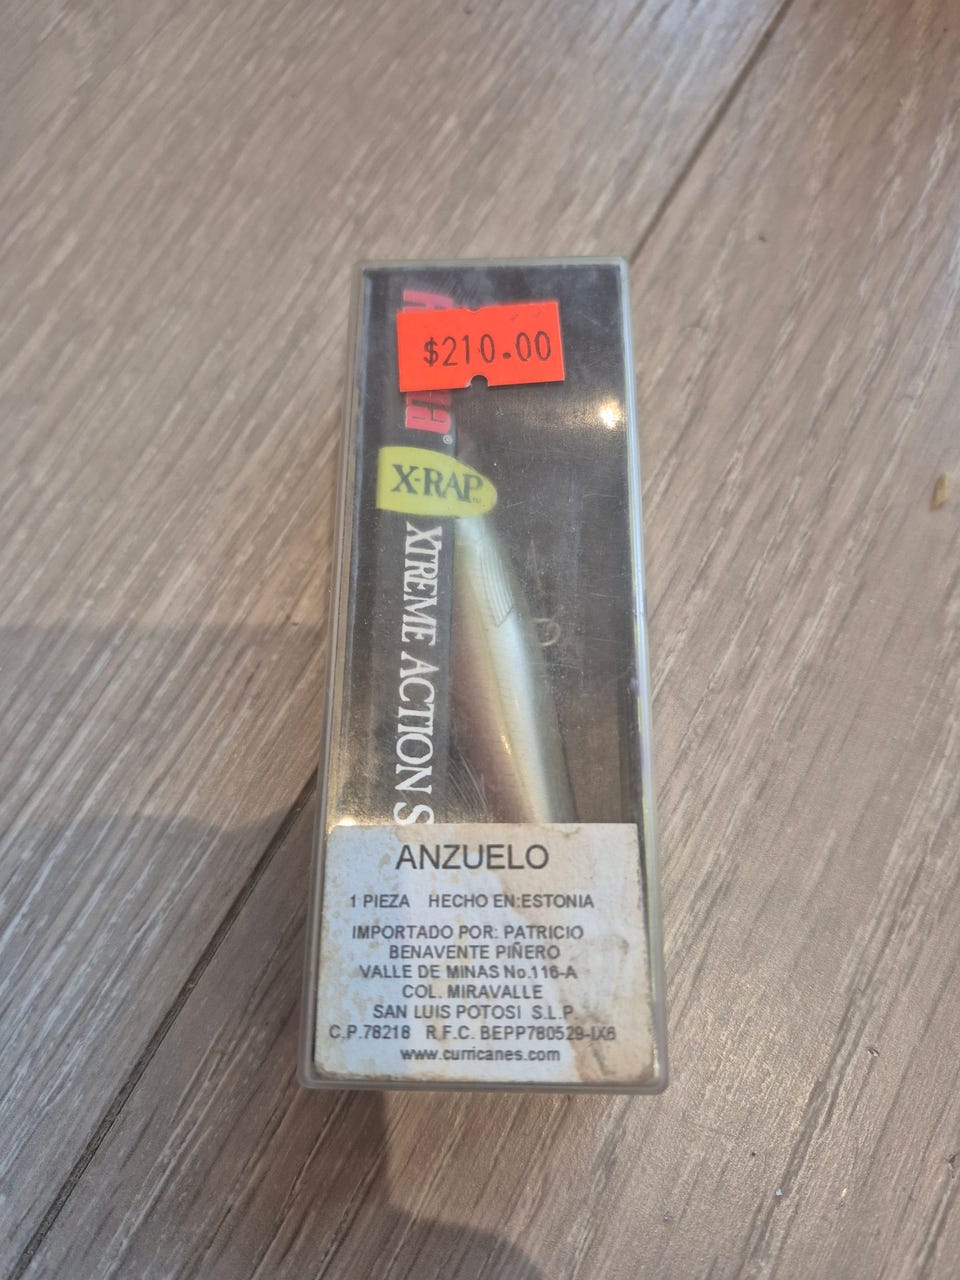 $210.00
X-RAP
XTREME ACTION S
ANZUELO
1 PIEZA HECHO EN:ESTONIA
IMPORTADO POR: PATRICIO
BENAVENTE PIÑERO
VALLE DE MINAS No.116-A
COL. MIRAVALLE
SAN LUIS POTOSI S.L.P.
C.P.78218 R.F.C. BEPP780529-IX6
www.curricanes.com